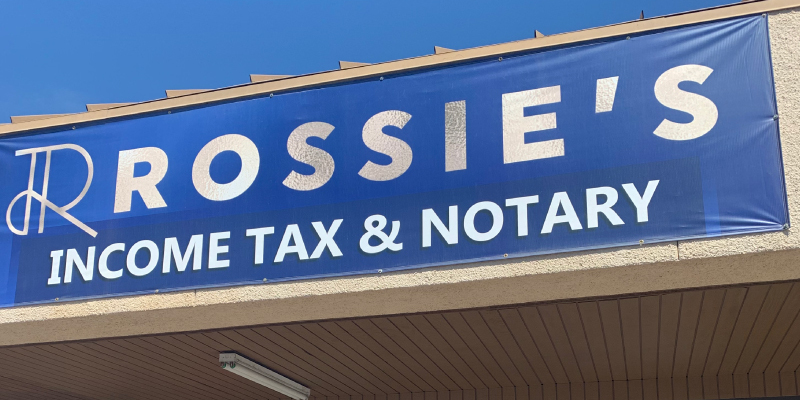 R ROSSIE'S
INCOME TAX & NOTARY